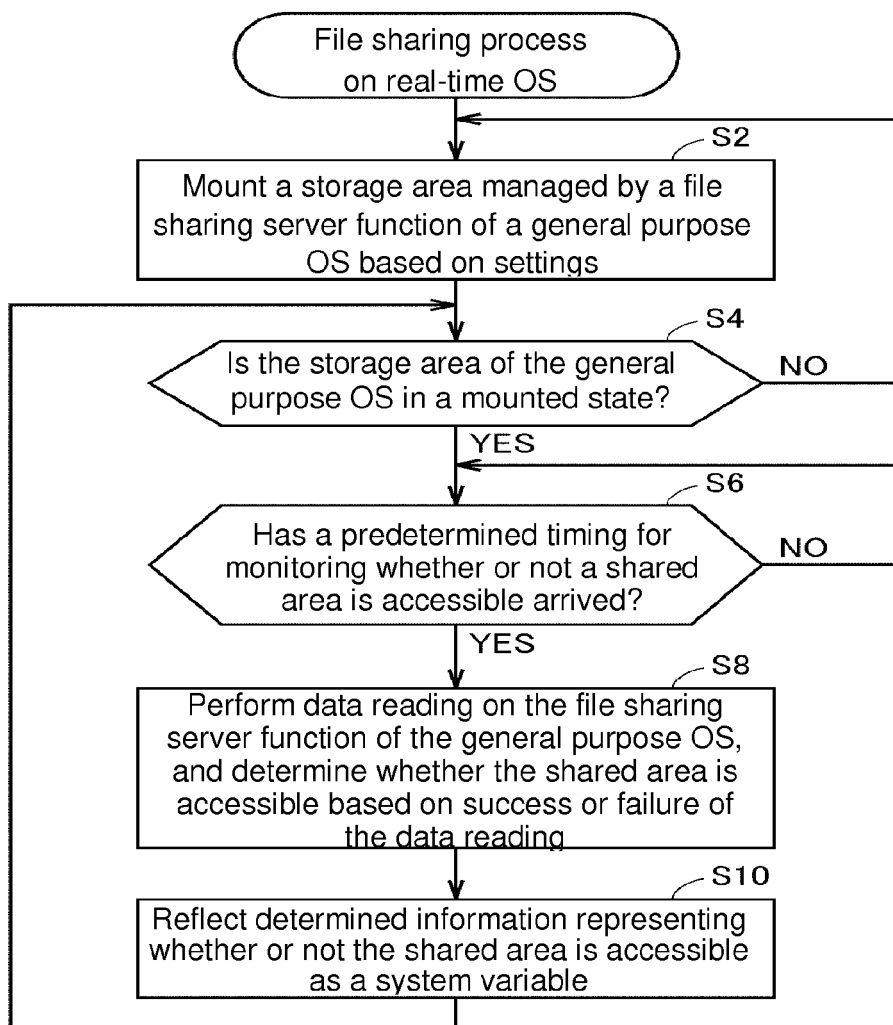 File sharing process
on real-time OS
S2
Mount a storage area managed by a file
sharing server function of a general purpose
OS based on settings
S4
Is the storage area of the general
purpose OS in a mounted state?
NO
YES
S6
Has a predetermined timing for
monitoring whether or not a shared
area is accessible arrived?
NO
YES
S8
Perform data reading on the file sharing
server function of the general purpose OS,
and determine whether the shared area is
accessible based on success or failure of
the data reading
S10
Reflect determined information representing
whether or not the shared area is accessible
as a system variable